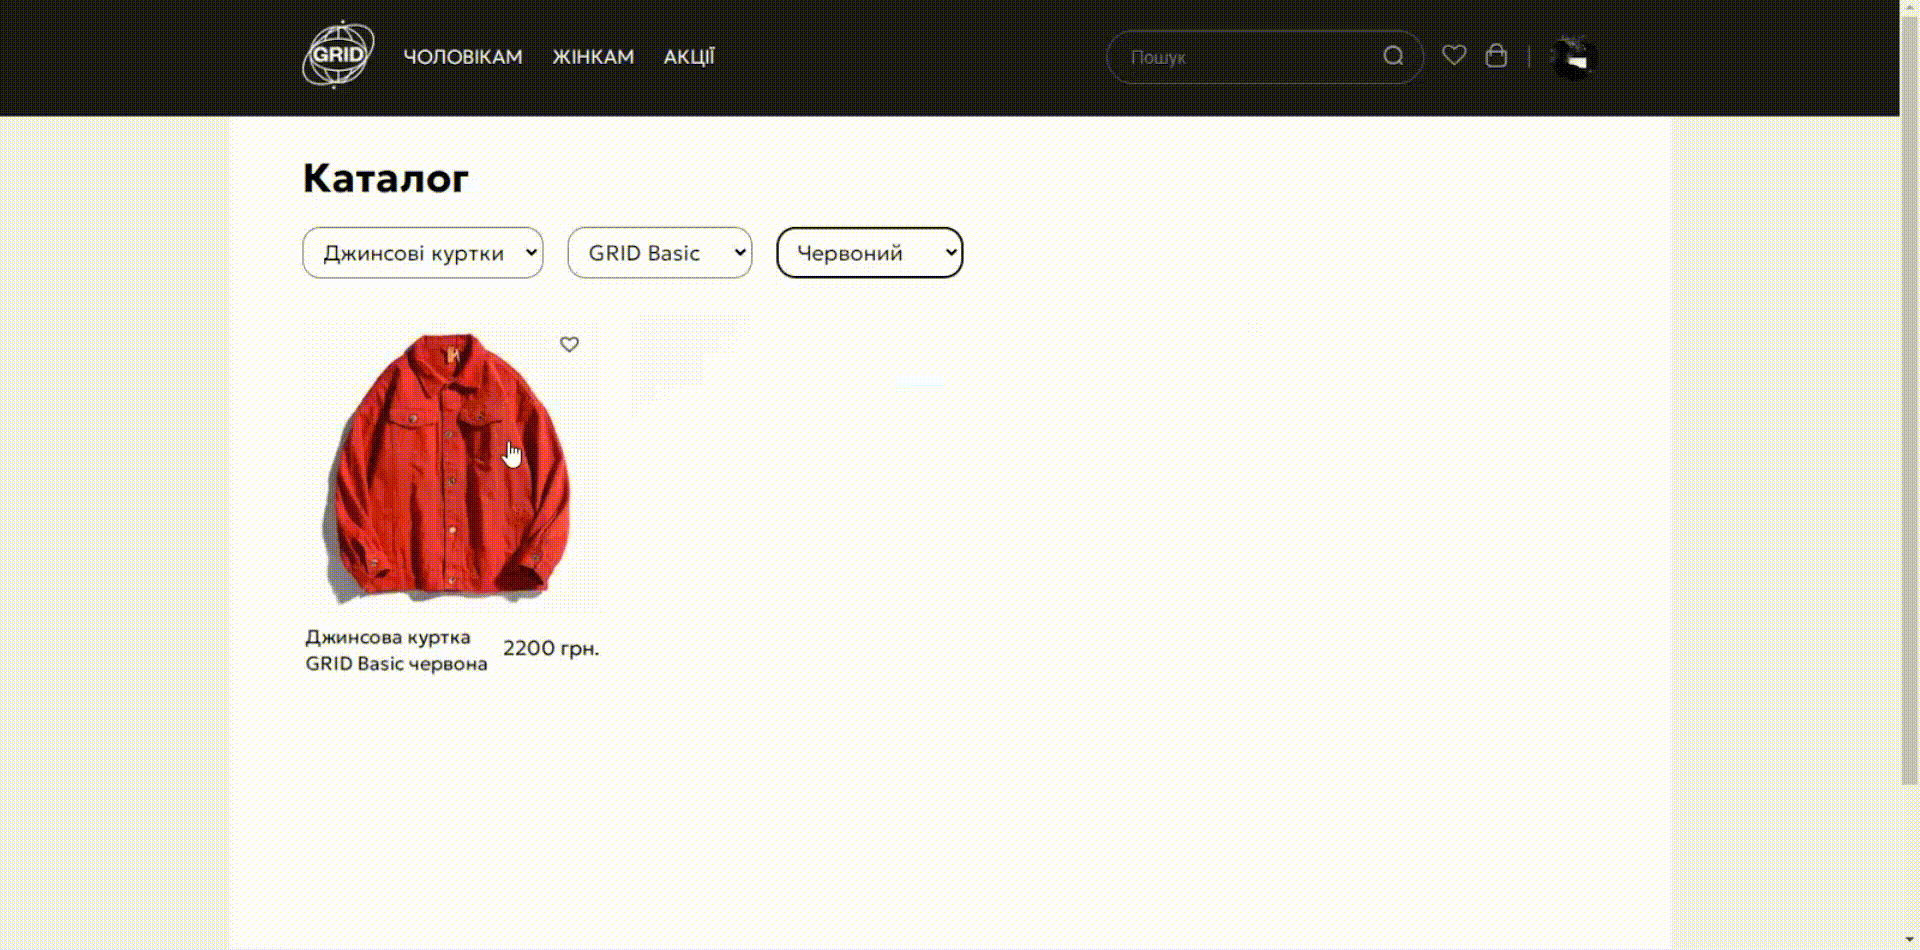 GRID
ЧОЛОВІКАМ ЖІНКАМ АКЦІЇ
Пошук
Каталог
Джинсові куртки
GRID Basic
Червоний
Джинсова куртка
GRID Basic червона
2200 грн.